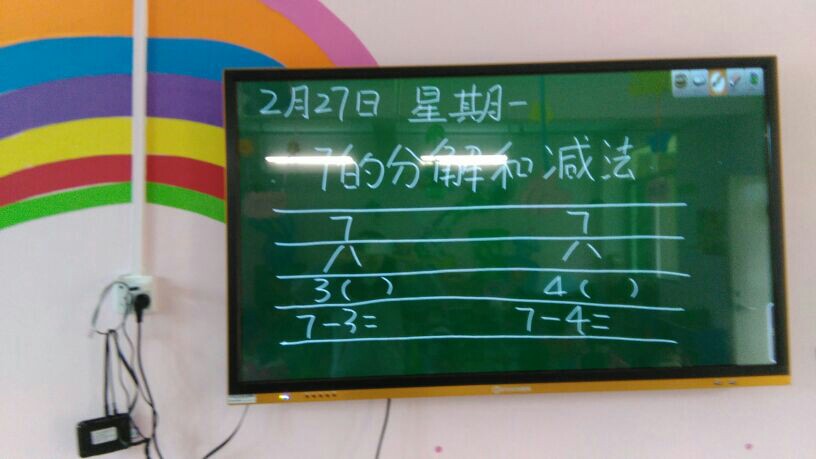 2月27日 星期一
7的分解和减法
7 7
3( ) 4( )
7-3= 7-4=